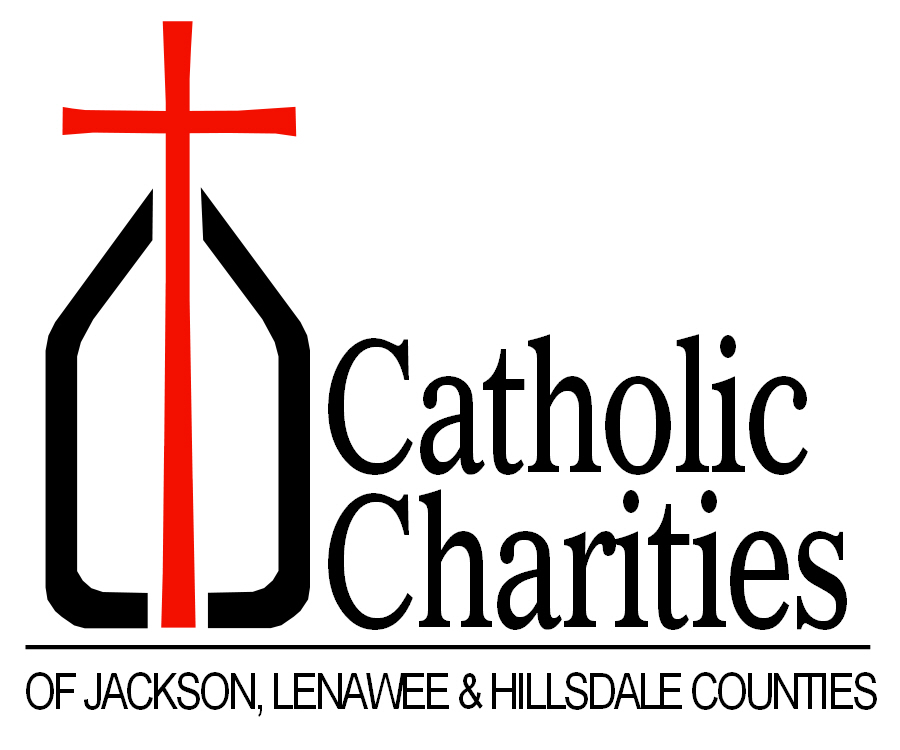 Catholic
Charities
OF JACKSON, LENAWEE & HILLSDALE COUNTIES